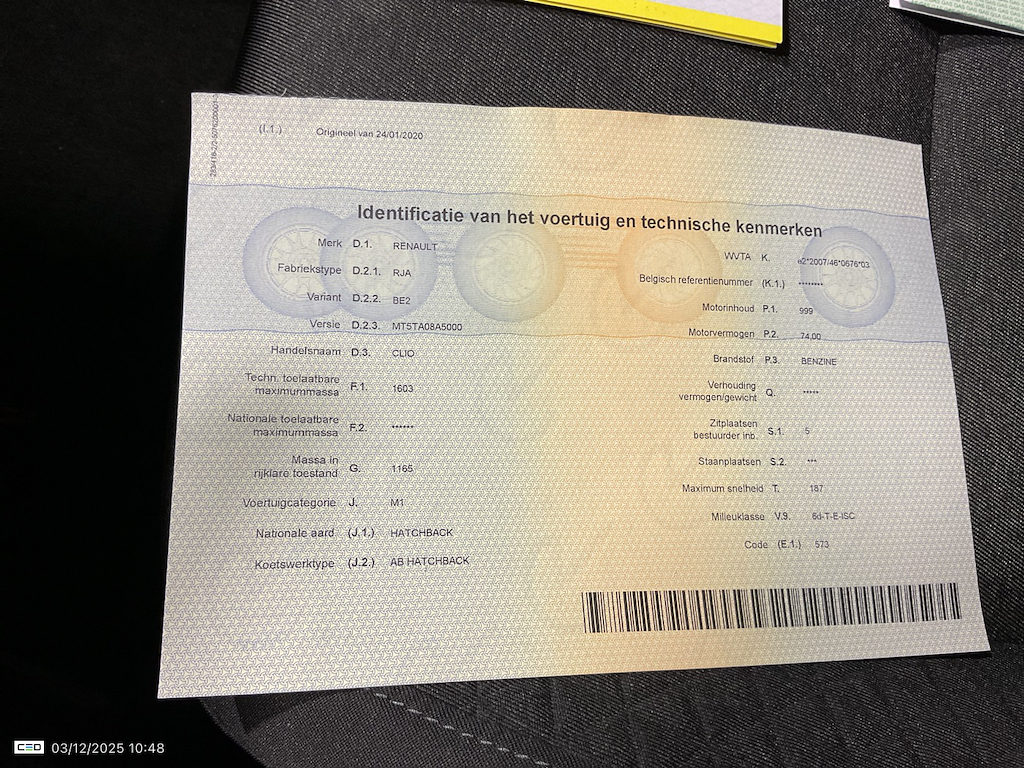 (I.1.) Origineel van 24/01/2020
Identificatie van het voertuig en technische kenmerken
Merk D.1. RENAULT
Fabriekstype D.2.1. RJA
Variant D.2.2. BE2
Versie D.2.3. MT5TA08A5000
Handelsnaam D.3. CLIO
Techn. toelaatbare
maximummassa F.1. 1603
Nationale toelaatbare
maximummassa F.2. ******
Massa in
rijklare toestand G. 1165
Voertuigcategorie J. M1
Nationale aard (J.1.) HATCHBACK
Koetswerktype (J.2.) AB HATCHBACK
WVTA K. e2*2007/46*0676*03
Belgisch referentienummer (K.1.) ********
Motorinhoud P.1. 999
Motorvermogen P.2. 74,00
Brandstof P.3. BENZINE
Verhouding
vermogen/gewicht Q. *****
Zitplaatsen
bestuurder inb. S.1. 5
Staanplaatsen S.2. ***
Maximum snelheid T. 187
Milieuklasse V.9. 6d-T-E-ISC
Code (E.1.) 573
CEO 03/12/2025 10:48